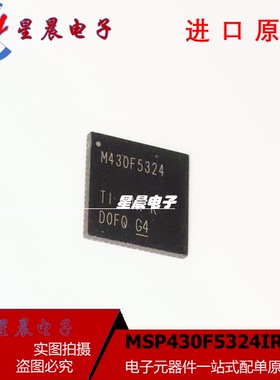 星晨电子
进口原
M430F5324
TI
星晨电子
D0FQ G4
实物拍摄
盗图必究
MSP430F5324IR
电子元器件一站式配单原